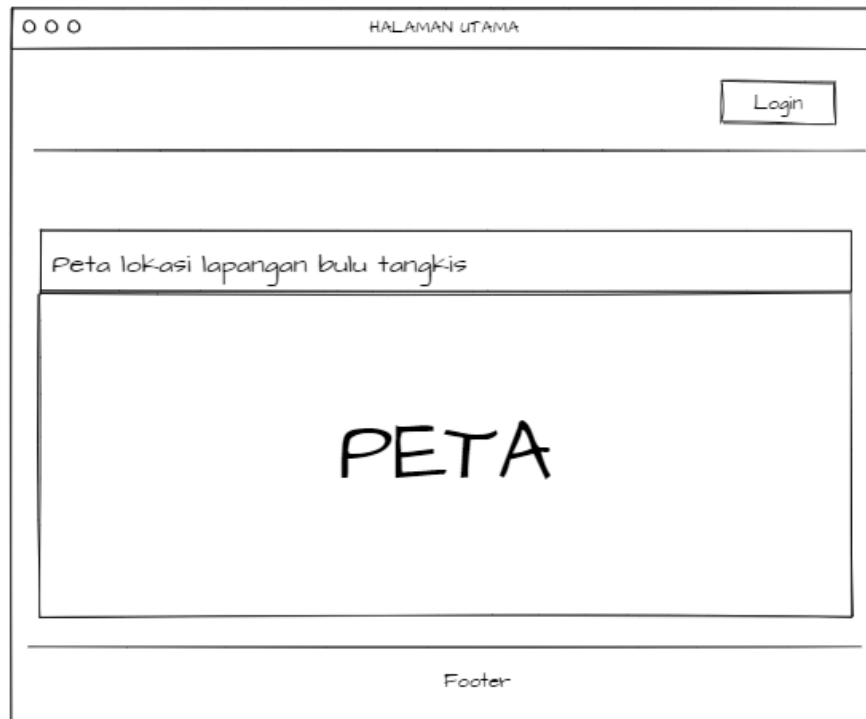 HALAMAN UTAMA
Login
Peta lokasi lapangan bulu tangkis
PETA
Footer